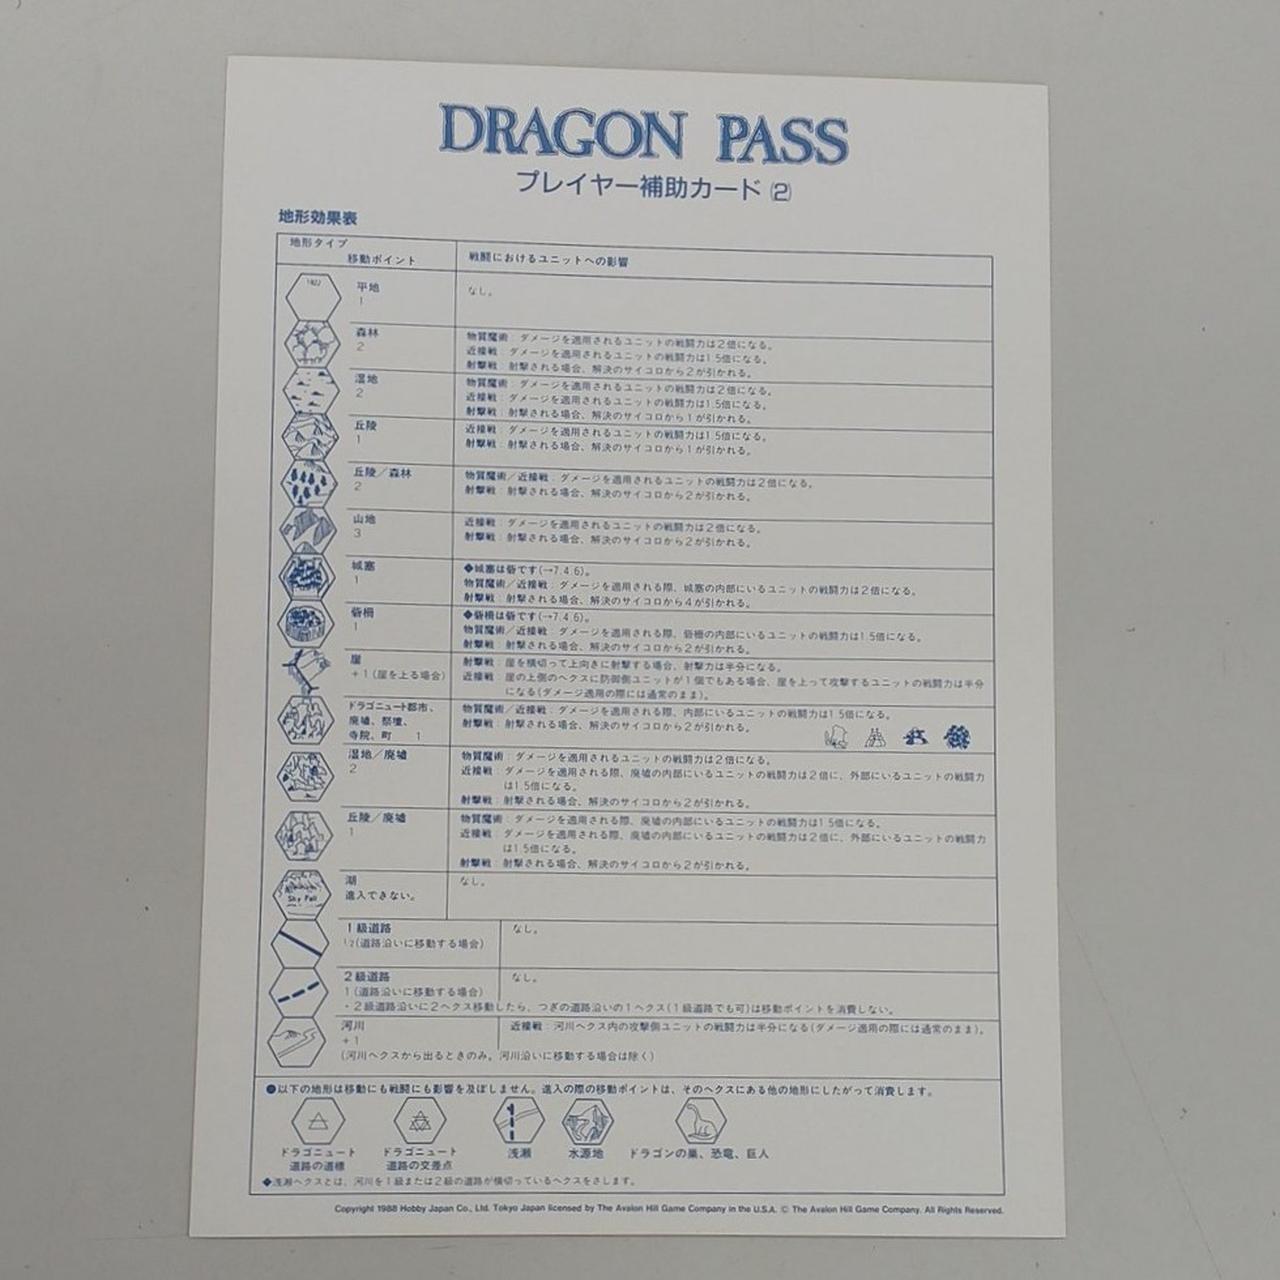 DRAGON PASS
プレイヤー補助カード(2)
地形効果表
地形タイプ
移動ポイント
戦闘におけるユニットへの影響
平地
1
なし。
森林
2
物質魔術：ダメージを適用されるユニットの戦闘力は2倍になる。
近接戦：ダメージを適用されるユニットの戦闘力は1.5倍になる。
射撃戦：射撃される場合、解決のサイコロから2が引かれる。
湿地
2
物質魔術：ダメージを適用されるユニットの戦闘力は2倍になる。
近接戦：ダメージを適用されるユニットの戦闘力は1.5倍になる。
射撃戦：射撃される場合、解決のサイコロから1が引かれる。
丘陵
1
近接戦：ダメージを適用されるユニットの戦闘力は1.5倍になる。
射撃戦：射撃される場合、解決のサイコロから1が引かれる。
丘陵／森林
2
物質魔術／近接戦：ダメージを適用されるユニットの戦闘力は2倍になる。
射撃戦：射撃される場合、解決のサイコロから2が引かれる。
山地
3
近接戦：ダメージを適用されるユニットの戦闘力は2倍になる。
射撃戦：射撃される場合、解決のサイコロから2が引かれる。
城塞
1
◆城塞は砦です(→7.4.6)。
物質魔術／近接戦：ダメージを適用される際、城塞の内部にいるユニットの戦闘力は2倍になる。
射撃戦：射撃される場合、解決のサイコロから4が引かれる。
砦柵
1
◆砦柵は砦です(→7.4.6)。
物質魔術／近接戦：ダメージを適用される際、砦柵の内部にいるユニットの戦闘力は1.5倍になる。
射撃戦：射撃される場合、解決のサイコロから2が引かれる。
崖
+1(崖を上る場合)
射撃戦：崖を横切って上向きに射撃する場合、射撃力は半分になる。
近接戦：崖の上側のヘクスに防御側ユニットが1個でもある場合、崖を上って攻撃するユニットの戦闘力は半分
になる(ダメージ適用の際には通常のまま)。
ドラゴニュート都市、
廃墟、祭壇、
寺院、町 1
物質魔術／近接戦：ダメージを適用される際、内部にいるユニットの戦闘力は1.5倍になる。
射撃戦：射撃される場合、解決のサイコロから2が引かれる。
湿地／廃墟
2
物質魔術：ダメージを適用されるユニットの戦闘力は2倍になる。
近接戦：ダメージを適用される際、廃墟の内部にいるユニットの戦闘力は2倍に、外部にいるユニットの戦闘力
は1.5倍になる。
射撃戦：射撃される場合、解決のサイコロから2が引かれる。
丘陵／廃墟
1
物質魔術：ダメージを適用される際、廃墟の内部にいるユニットの戦闘力は1.5倍になる。
近接戦：ダメージを適用される際、廃墟の内部にいるユニットの戦闘力は2倍に、外部にいるユニットの戦闘力
は1.5倍になる。
射撃戦：射撃される場合、解決のサイコロから2が引かれる。
Sky Fall
湖
進入できない。
なし。
1級道路
1/2(道路沿いに移動する場合)
なし。
2級道路
1(道路沿いに移動する場合)
なし。
・2級道路沿いに2ヘクス移動したら、つぎの道路沿いの1ヘクス(1級道路でも可)は移動ポイントを消費しない。
河川
+1
近接戦：河川ヘクス内の攻撃側ユニットの戦闘力は半分になる(ダメージ適用の際には通常のまま)。
(河川ヘクスから出るときのみ。河川沿いに移動する場合は除く)
●以下の地形は移動にも戦闘にも影響を及ぼしません。進入の際の移動ポイントは、そのヘクスにある他の地形にしたがって消費します。
ドラゴニュート
道路の道標
ドラゴニュート
道路の交差点
浅瀬
水源地
ドラゴンの巣、恐竜、巨人
◆浅瀬ヘクスとは、河川を1級または2級の道路が横切っているヘクスをさします。
Copyright 1988 Hobby Japan Co., Ltd. Tokyo Japan licensed by The Avalon Hill Game Company in the U.S.A. © The Avalon Hill Game Company. All Rights Reserved.